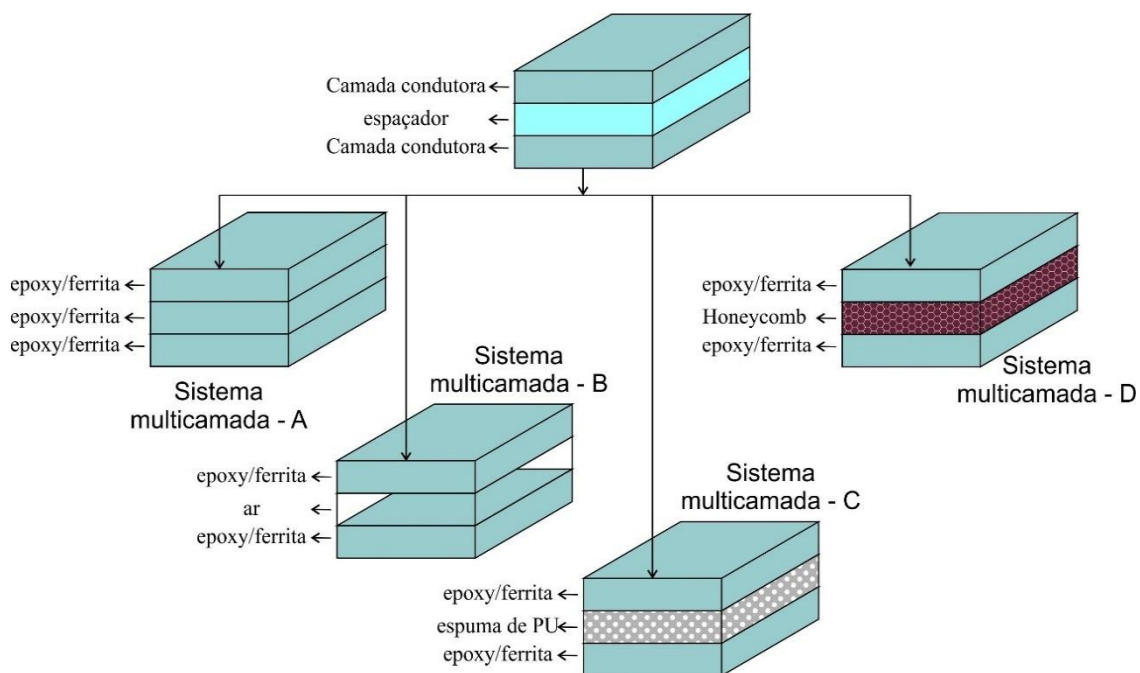 Camada condutora
espaçador
Camada condutora
epoxy/ferrita
epoxy/ferrita
epoxy/ferrita
Sistema
multicamada - A
Sistema
multicamada - B
epoxy/ferrita
ar
epoxy/ferrita
Sistema
multicamada - C
epoxy/ferrita
espuma de PU
epoxy/ferrita
epoxy/ferrita
Honeycomb
epoxy/ferrita
Sistema
multicamada - D